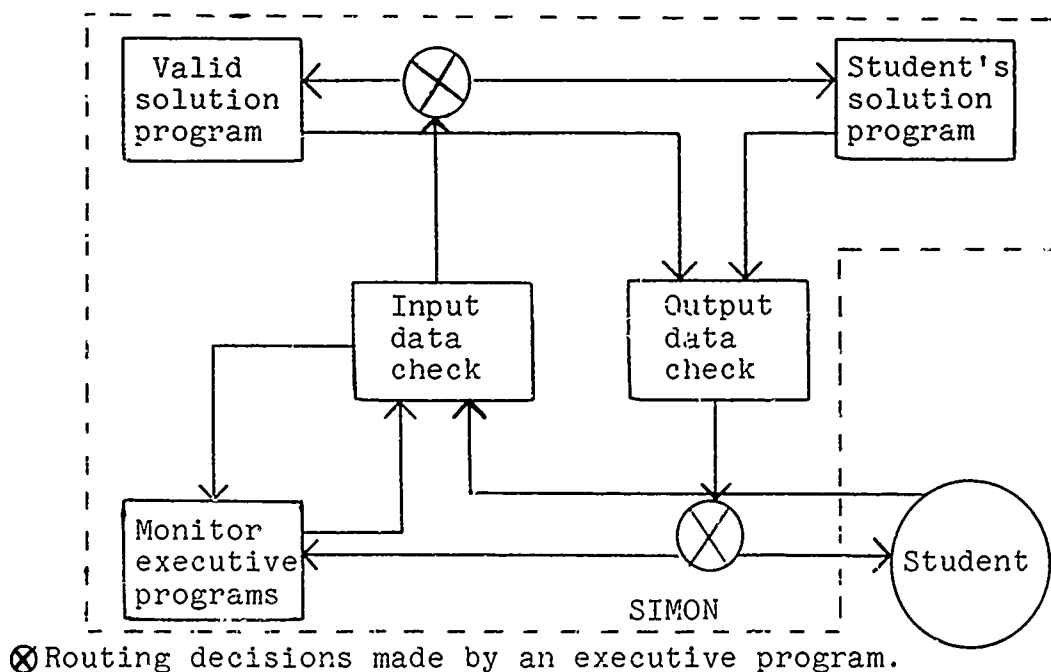 Valid
solution
program
Student's
solution
program
Input
data
check
Output
data
check
Monitor
executive
programs
Student
SIMON
Routing decisions made by an executive program.